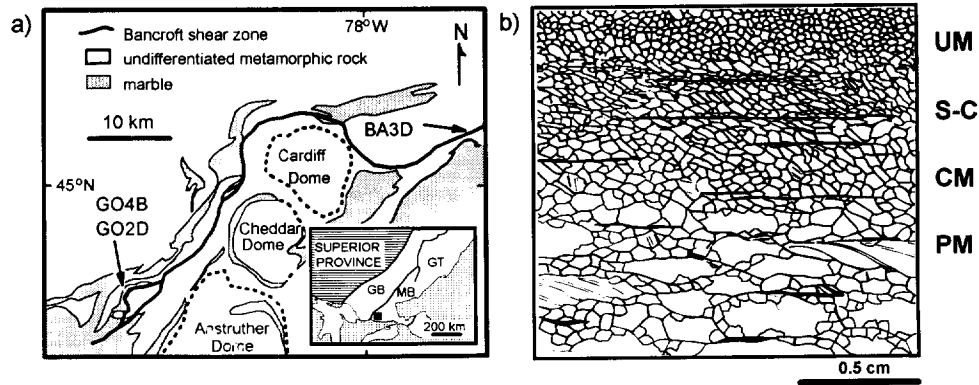 a)
78°W
N
Bancroft shear zone
undifferentiated metamorphic rock
marble
10 km
BA3D
Cardiff
Dome
45°N
GO4B
GO2D
Cheddar
Dome
SUPERIOR
PROVINCE
GT
GB
MB
200 km
Anstruther
Dome
b)
UM
S-C
CM
PM
0.5 cm